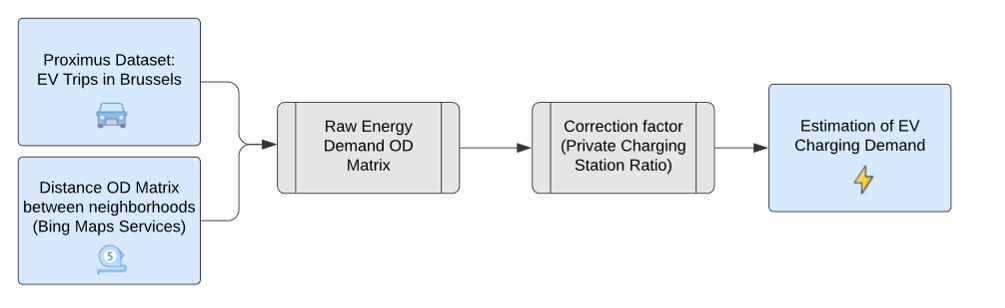 Proximus Dataset:
EV Trips in Brussels
Distance OD Matrix
between neighborhoods
(Bing Maps Services)
5
Raw Energy
Demand OD
Matrix
Correction factor
(Private Charging
Station Ratio)
Estimation of EV
Charging Demand